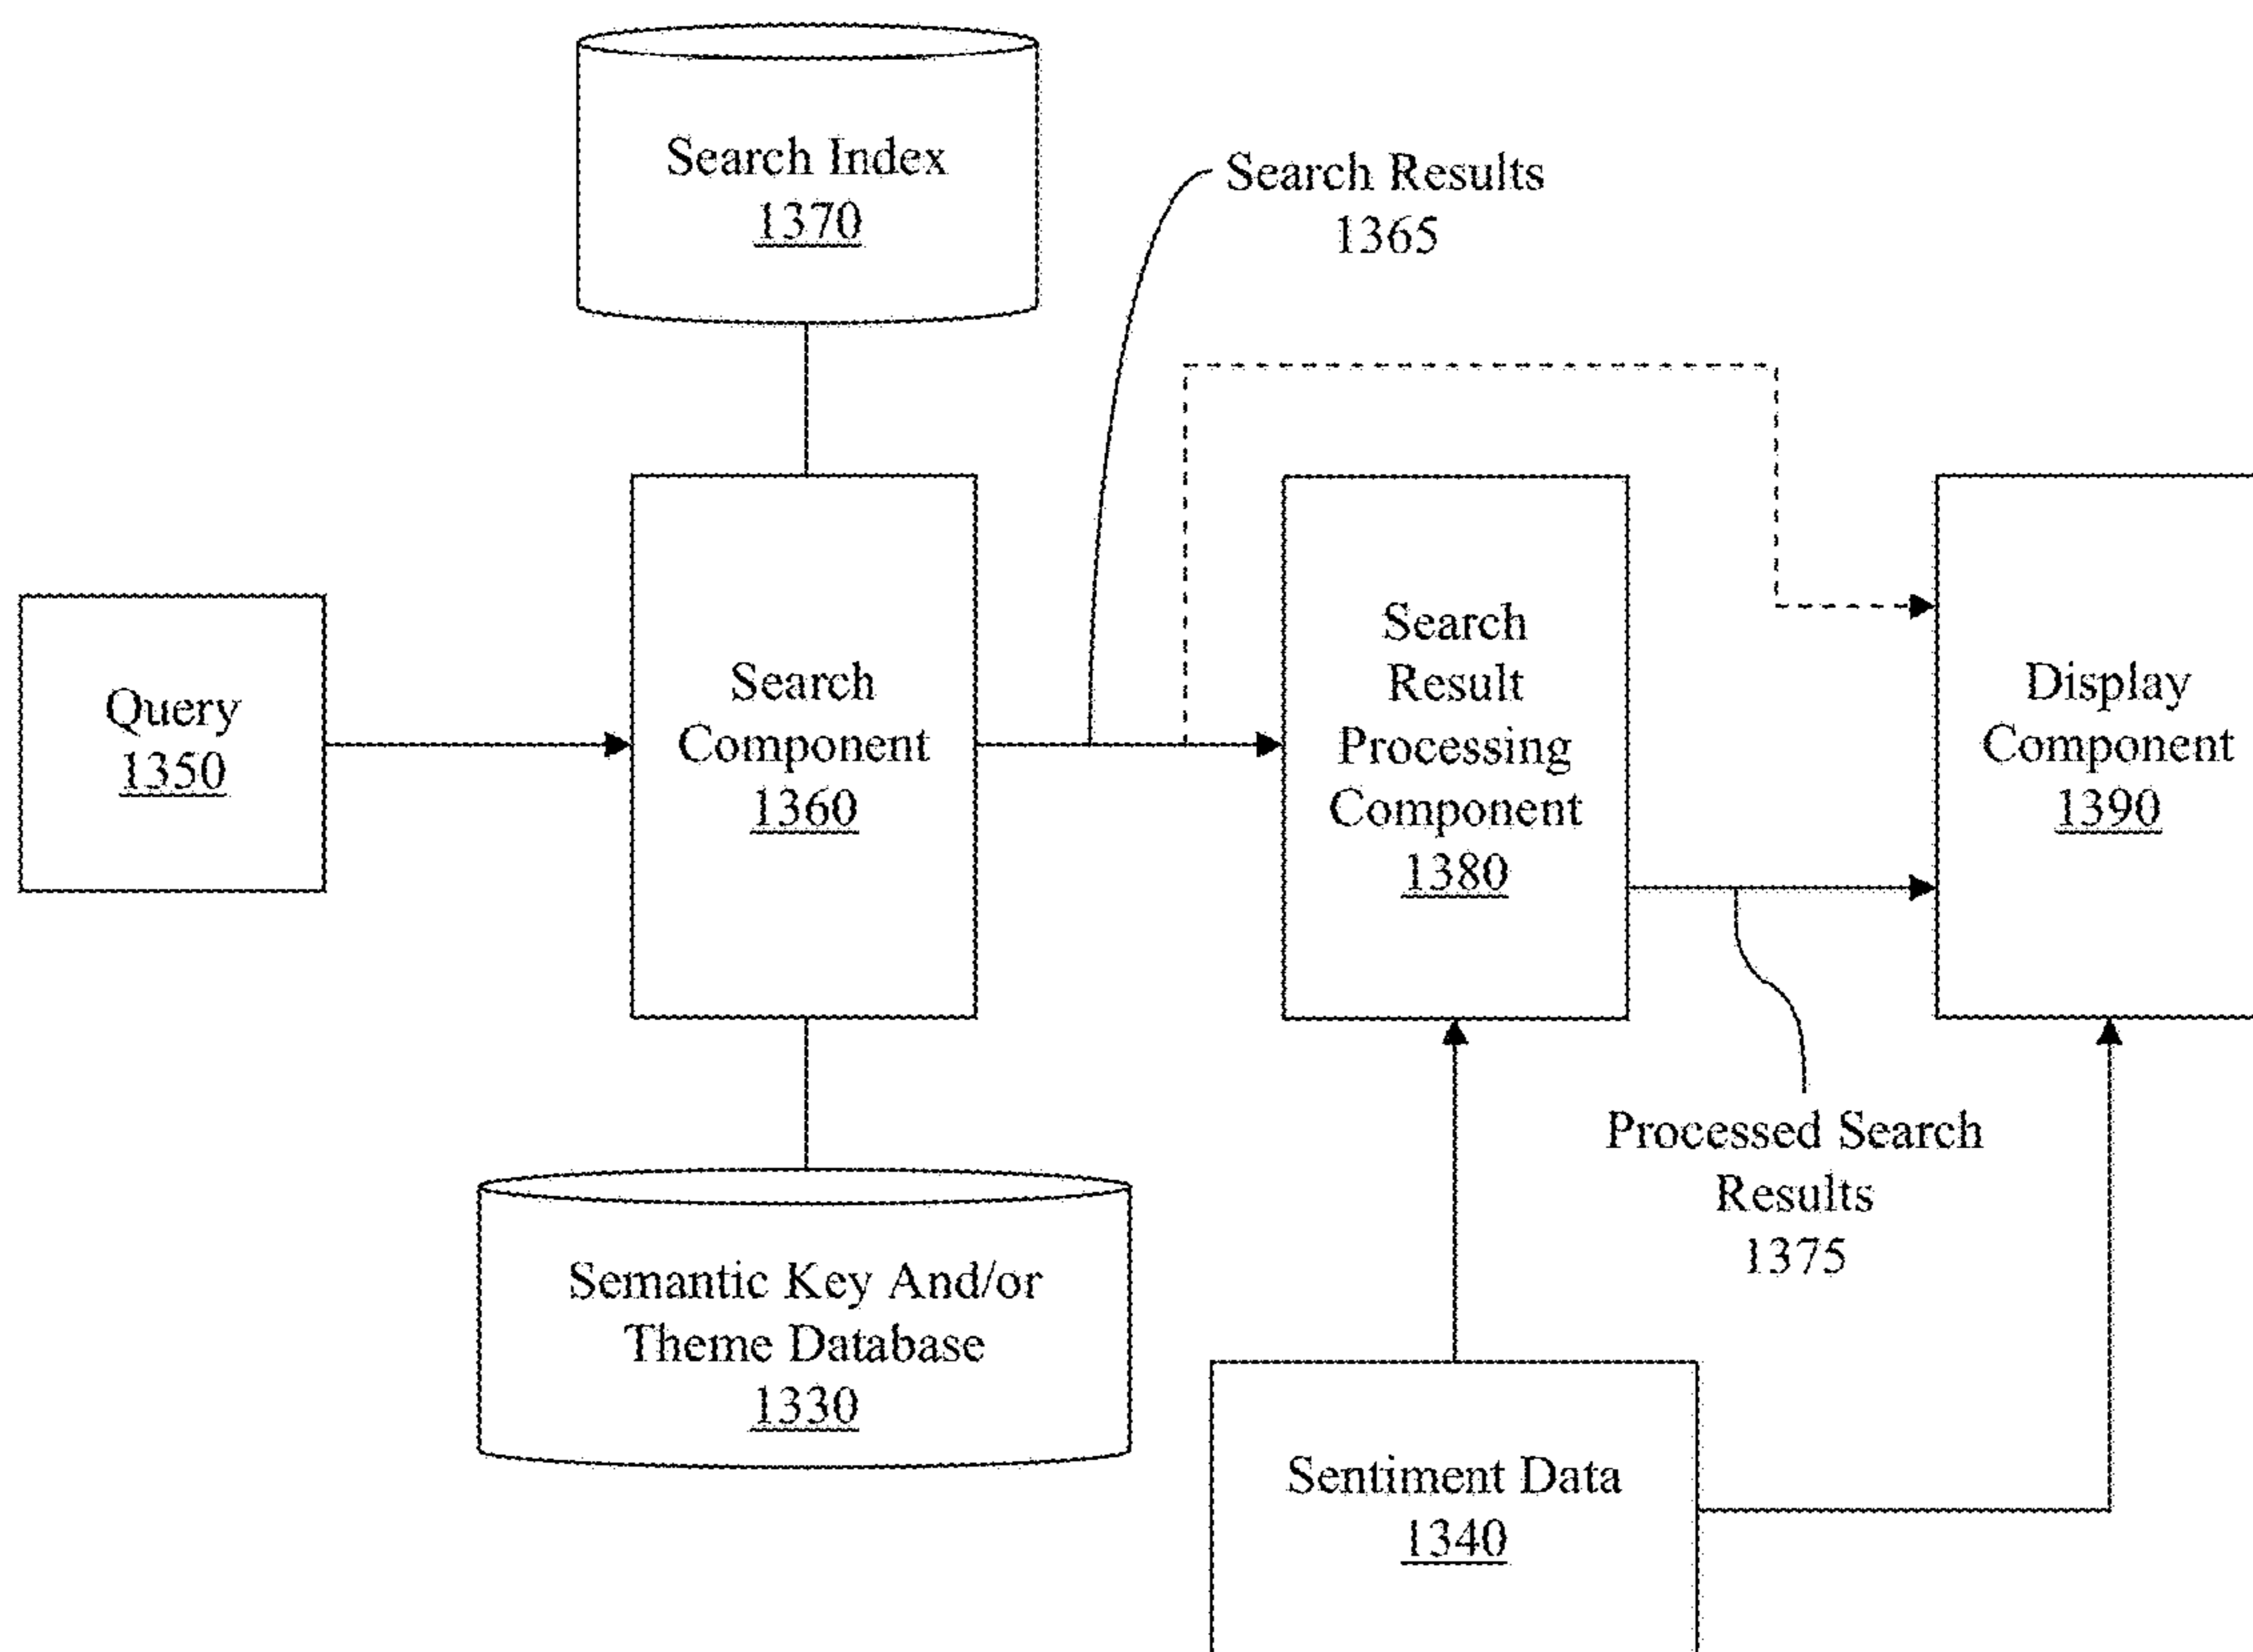 Search Index
1370
Search Results
1365
Query
1350
Search
Component
1360
Search
Result
Processing
Component
1380
Display
Component
1390
Processed Search
Results
1375
Semantic Key And/or
Theme Database
1330
Sentiment Data
1340